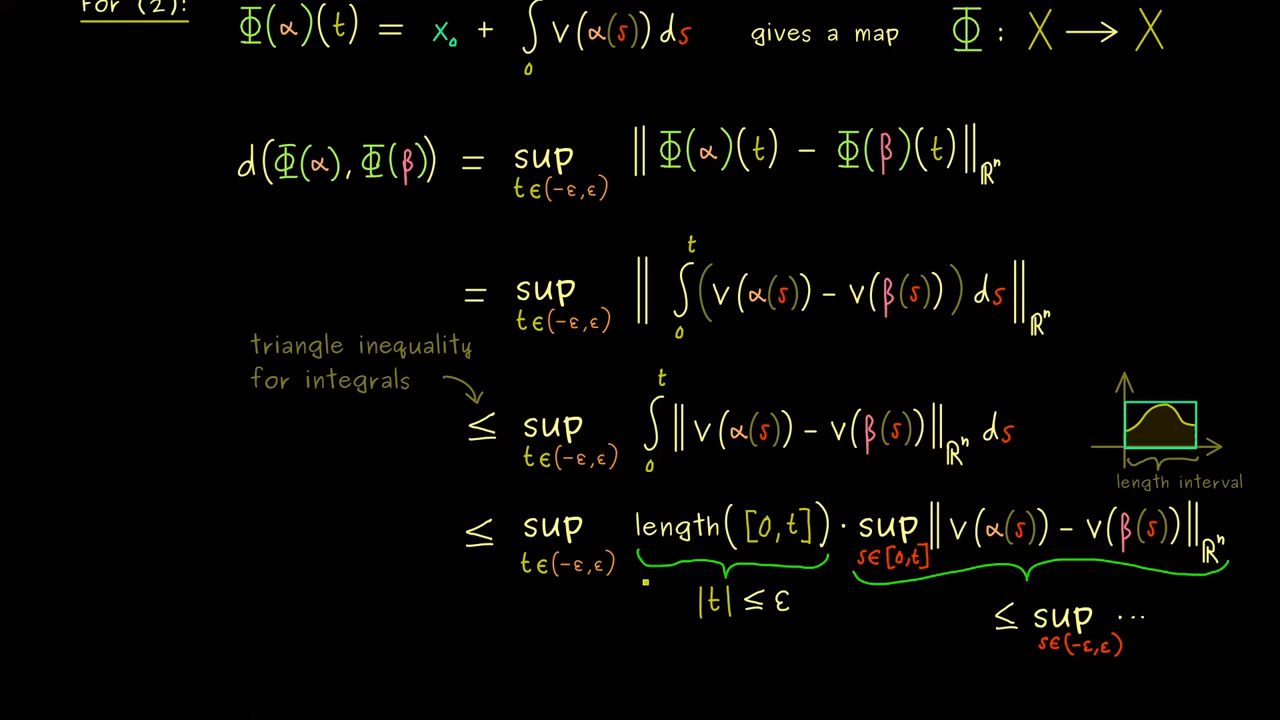 For (2):
Φ(α)(t) = x₀ + ∫₀ v(α(s)) ds gives a map Φ : X ⟶ X
d(Φ(α), Φ(β)) = sup_{t∈(-ε,ε)} ‖Φ(α)(t) − Φ(β)(t)‖_{ℝⁿ}
= sup_{t∈(-ε,ε)} ‖ ∫₀ᵗ (v(α(s)) − v(β(s))) ds ‖_{ℝⁿ}
triangle inequality
for integrals
≤ sup_{t∈(-ε,ε)} ∫₀ᵗ ‖v(α(s)) − v(β(s))‖_{ℝⁿ} ds
length interval
≤ sup_{t∈(-ε,ε)} length([0,t]) · sup_{s∈[0,t]} ‖v(α(s)) − v(β(s))‖_{ℝⁿ}
|t| ≤ ε
≤ sup_{s∈(-ε,ε)} ...